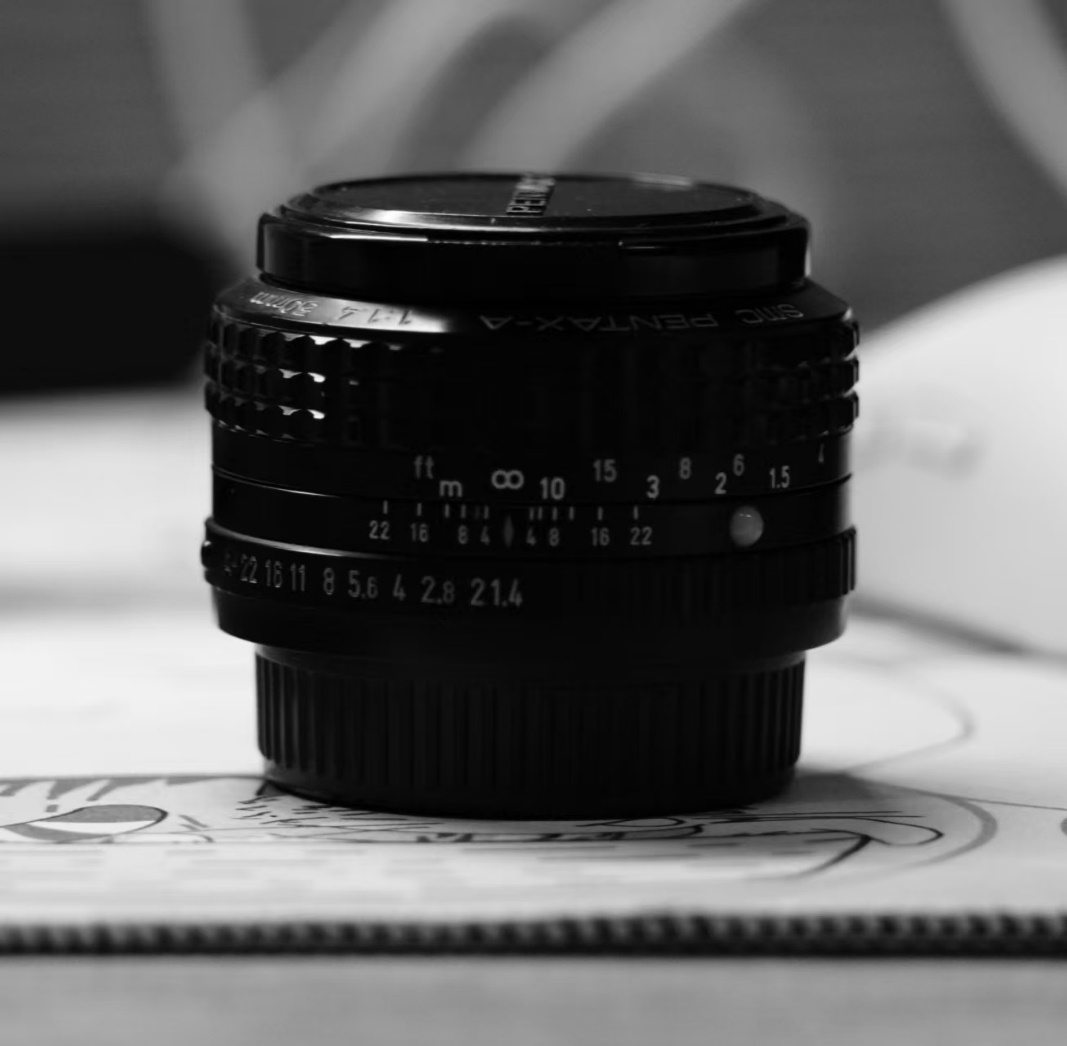 PENTAX
SMC PENTAX-A 1:1.4 50mm
ft 15 8 6 4
m ∞ 10 3 2 1.5
22 16 8 4 4 8 16 22
A 22 16 11 8 5.6 4 2.8 2 1.4